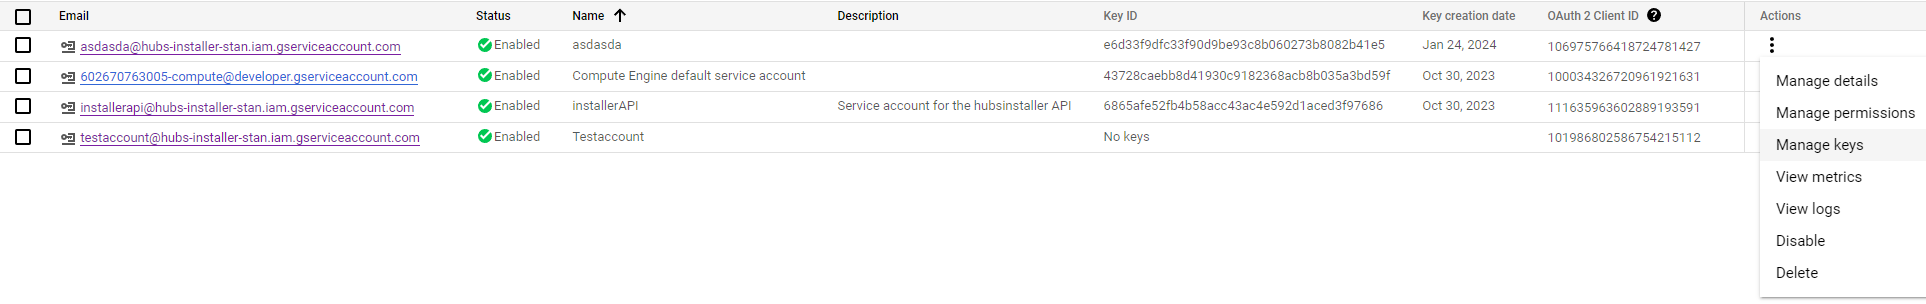 Email Status Name Description Key ID Key creation date OAuth 2 Client ID Actions
asdasda@hubs-installer-stan.iam.gserviceaccount.com Enabled asdasda e6d33f9dfc33f90d9be93c8b060273b8082b41e5 Jan 24, 2024 106975766418724781427
602670763005-compute@developer.gserviceaccount.com Enabled Compute Engine default service account 43728caebb8d41930c9182368acb8b035a3bd59f Oct 30, 2023 100034326720961921631
installerapi@hubs-installer-stan.iam.gserviceaccount.com Enabled installerAPI Service account for the hubsinstaller API 6865afe52fb4b58acc43ac4e592d1aced3f97686 Oct 30, 2023 111635963602889193591
testaccount@hubs-installer-stan.iam.gserviceaccount.com Enabled Testaccount No keys 101986802586754215112
Manage details
Manage permissions
Manage keys
View metrics
View logs
Disable
Delete